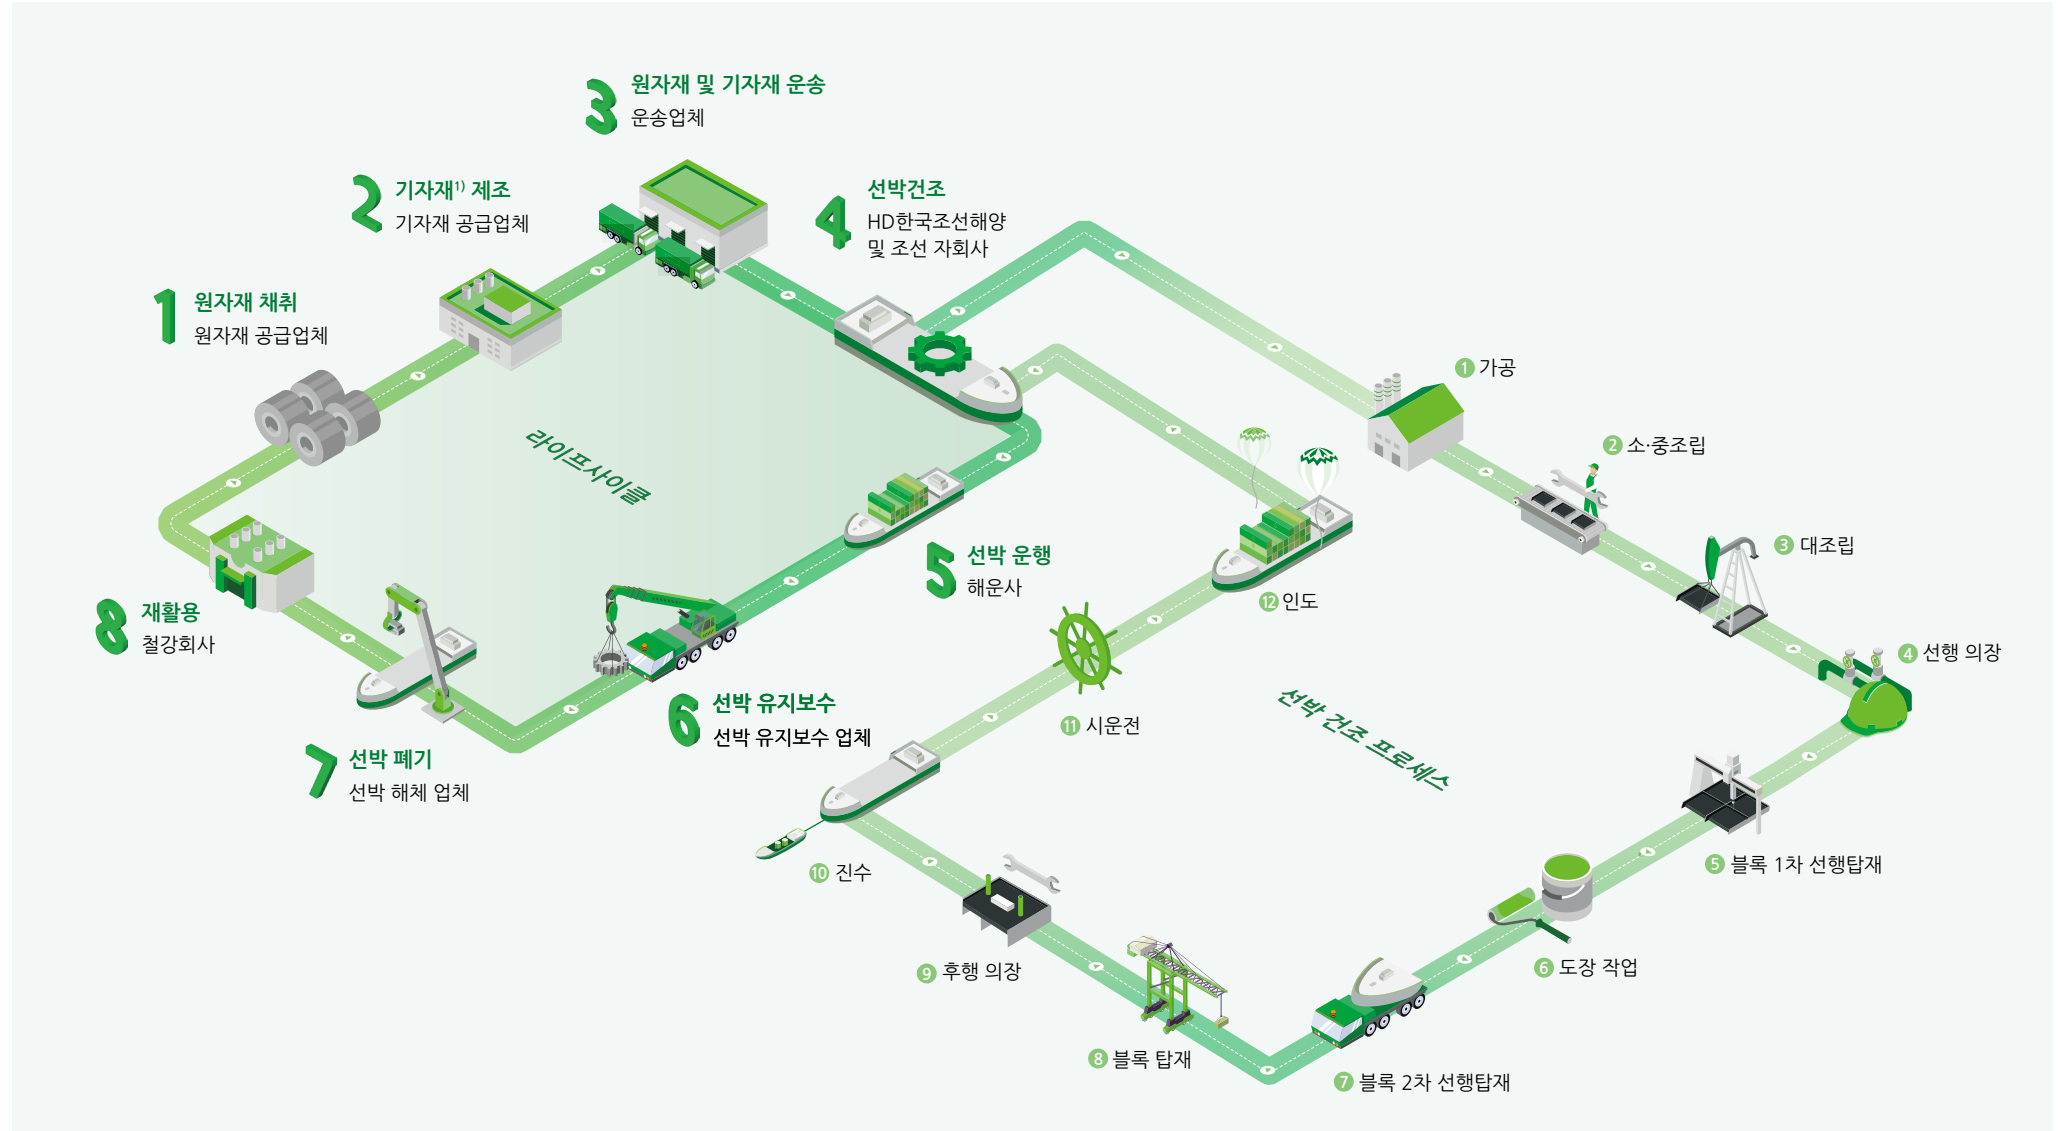 1 원자재 채취
원자재 공급업체
2 기자재1) 제조
기자재 공급업체
3 원자재 및 기자재 운송
운송업체
4 선박건조
HD한국조선해양
및 조선 자회사
5 선박 운행
해운사
6 선박 유지보수
선박 유지보수 업체
7 선박 폐기
선박 해체 업체
8 재활용
철강회사
라이프사이클
1 가공
2 소·중조립
3 대조립
4 선행 의장
5 블록 1차 선행탑재
6 도장 작업
7 블록 2차 선행탑재
8 블록 탑재
9 후행 의장
10 진수
11 시운전
12 인도
선박 건조 프로세스